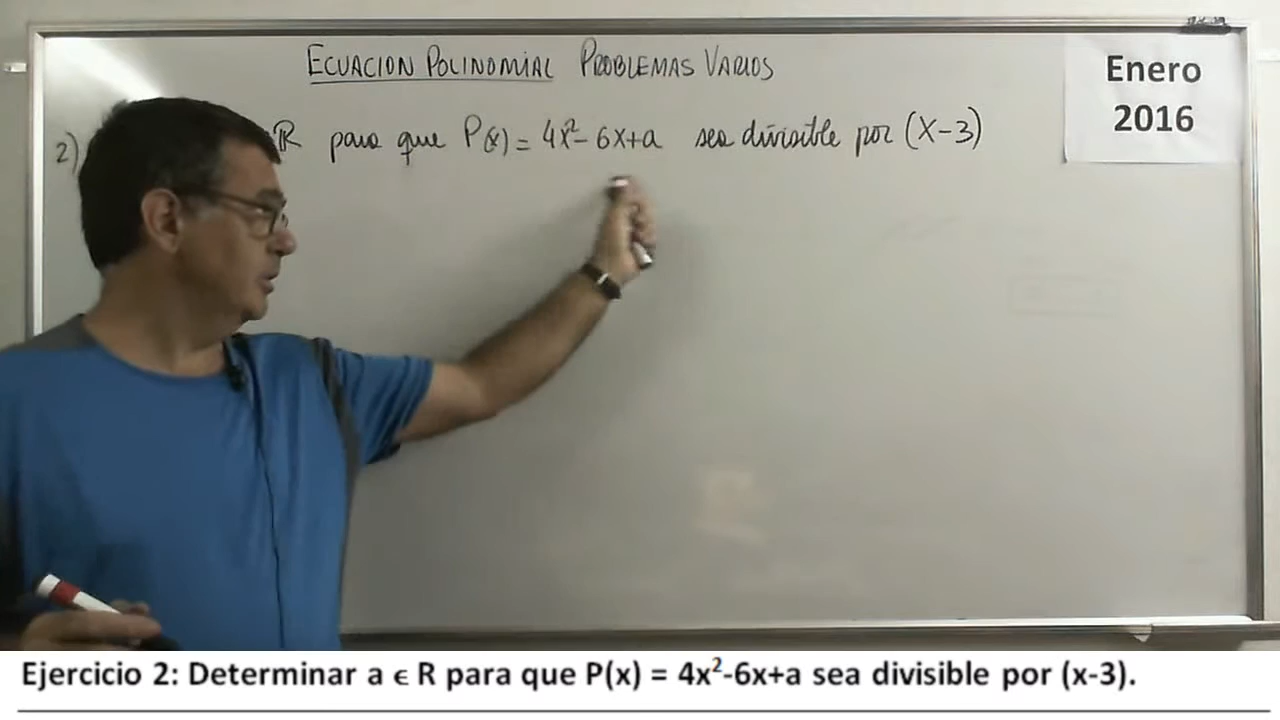 ECUACION POLINOMIAL PROBLEMAS VARIOS
Enero
2016
2) R para que P(x) = 4x²-6x+a sea divisible por (x-3)
Ejercicio 2: Determinar a ϵ R para que P(x) = 4x²-6x+a sea divisible por (x-3).